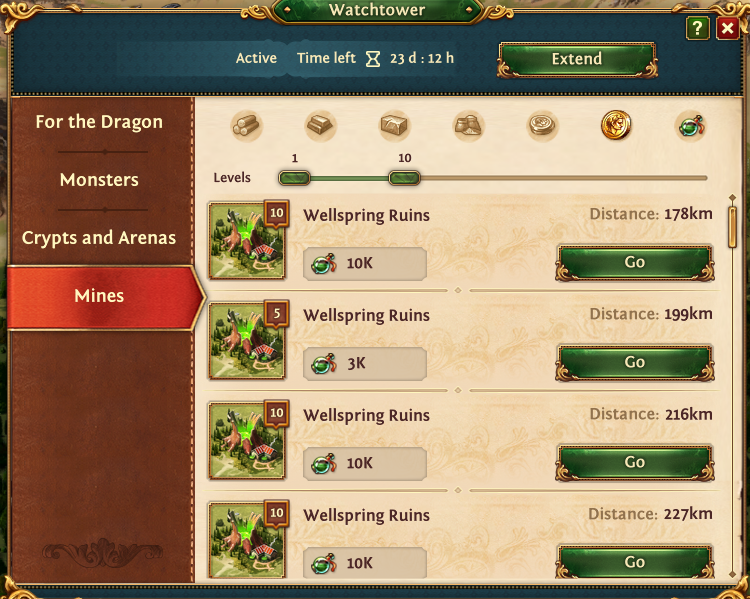 Watchtower
?
Active Time left 23 d : 12 h Extend
For the Dragon
Monsters
Crypts and Arenas
Mines
1 10
Levels
10 Wellspring Ruins Distance: 178km
10K Go
5 Wellspring Ruins Distance: 199km
3K Go
10 Wellspring Ruins Distance: 216km
10K Go
10 Wellspring Ruins Distance: 227km
10K Go